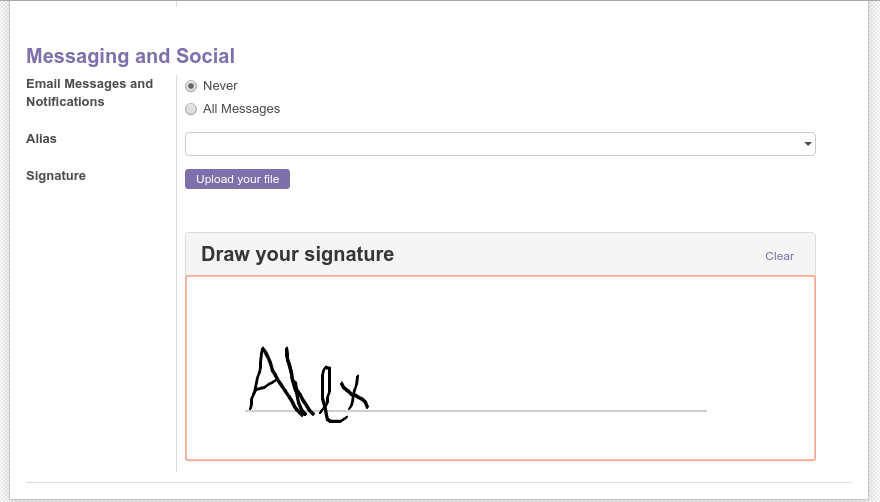 Messaging and Social
Email Messages and
Notifications
Never
All Messages
Alias
Signature
Upload your file
Draw your signature
Clear
Alex